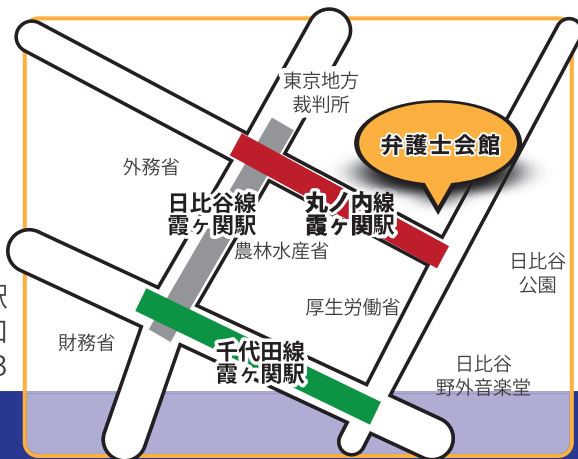 東京地方
裁判所
弁護士会館
外務省
日比谷線
霞ヶ関駅
丸ノ内線
霞ヶ関駅
農林水産省
日比谷
公園
厚生労働省
財務省
千代田線
霞ヶ関駅
日比谷
野外音楽堂
駅